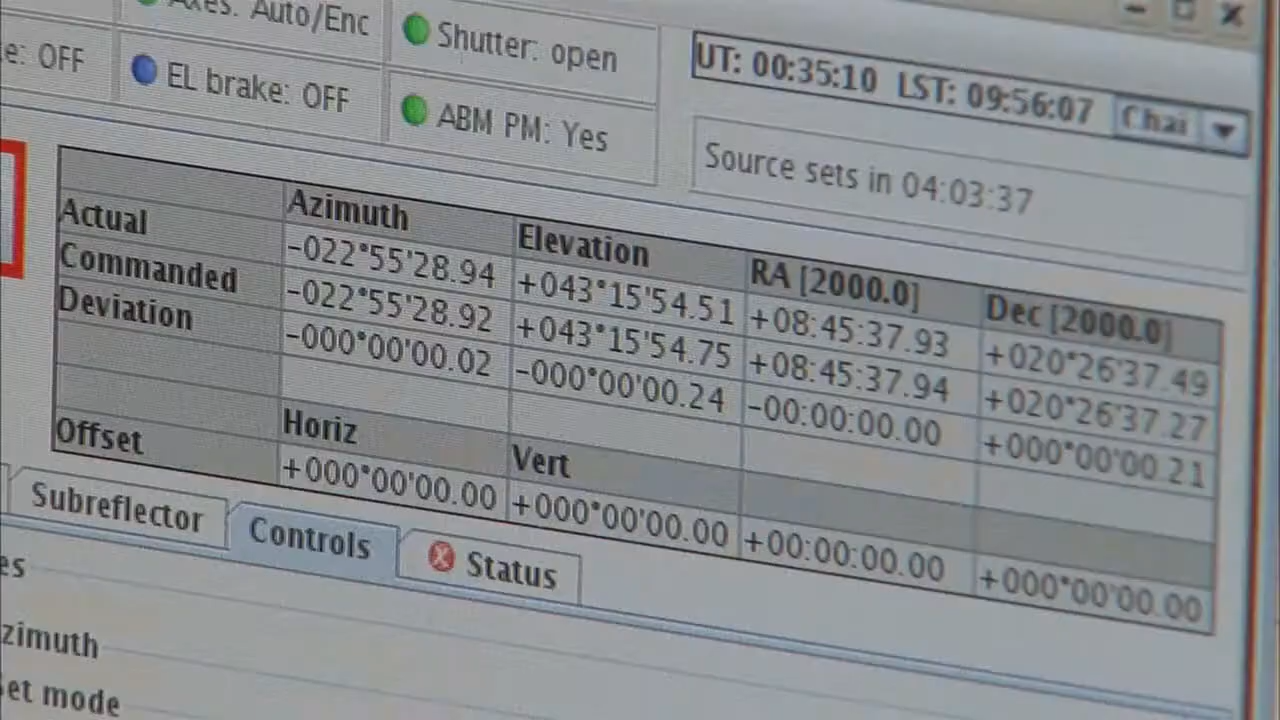 Axes: Auto/Enc
Shutter: open
UT: 00:35:10 LST: 09:56:07
e: OFF
EL brake: OFF
ABM PM: Yes
Source sets in 04:03:37
Azimuth Elevation RA [2000.0] Dec [2000.0]
Actual -022°55'28.94 +043°15'54.51 +08:45:37.93 +020°26'37.49
Commanded -022°55'28.92 +043°15'54.75 +08:45:37.94 +020°26'37.27
Deviation -000°00'00.02 -000°00'00.24 -00:00:00.00 +000°00'00.21
Horiz Vert
Offset +000°00'00.00 +000°00'00.00 +00:00:00.00 +000°00'00.00
Subreflector Controls Status
es
zimuth
et mode